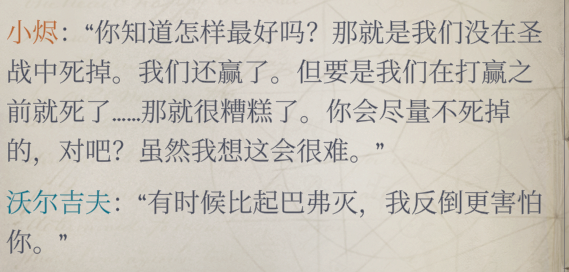 小烬：“你知道怎样最好吗？那就是我们没在圣
战中死掉。我们还赢了。但要是我们在打赢之
前就死了……那就很糟糕了。你会尽量不死掉
的，对吧？虽然我想这会很难。”
沃尔吉夫：“有时候比起巴弗灭，我反倒更害怕
你。”